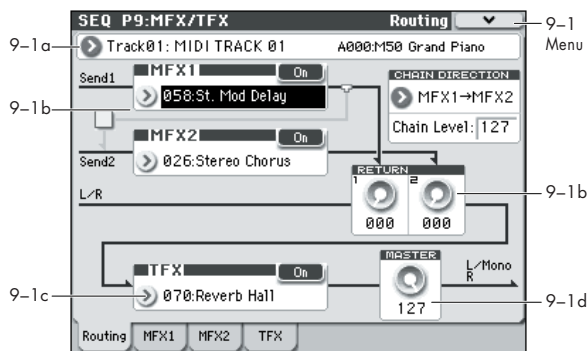 SEQ P9:MFX/TFX Routing
9–1
Menu
9–1a
Track01: MIDI TRACK 01 A000:M50 Grand Piano
Send1
MFX1 On
058:St. Mod Delay
9–1b
CHAIN DIRECTION
MFX1→MFX2
Chain Level: 127
MFX2 On
026:Stereo Chorus
Send2
RETURN
1 2
000 000
9–1b
L/R
TFX On
070:Reverb Hall
9–1c
MASTER
127
L/Mono
R
9–1d
Routing MFX1 MFX2 TFX